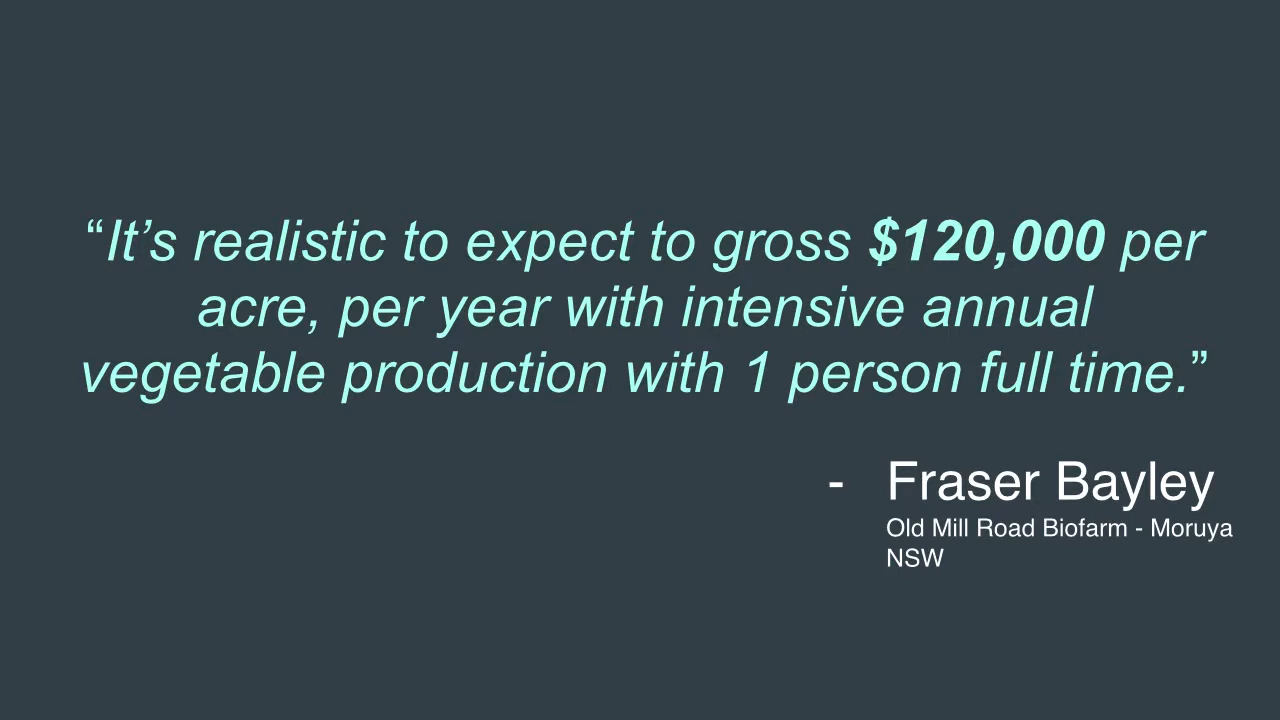 “It’s realistic to expect to gross $120,000 per
acre, per year with intensive annual
vegetable production with 1 person full time.”
- Fraser Bayley
Old Mill Road Biofarm - Moruya
NSW